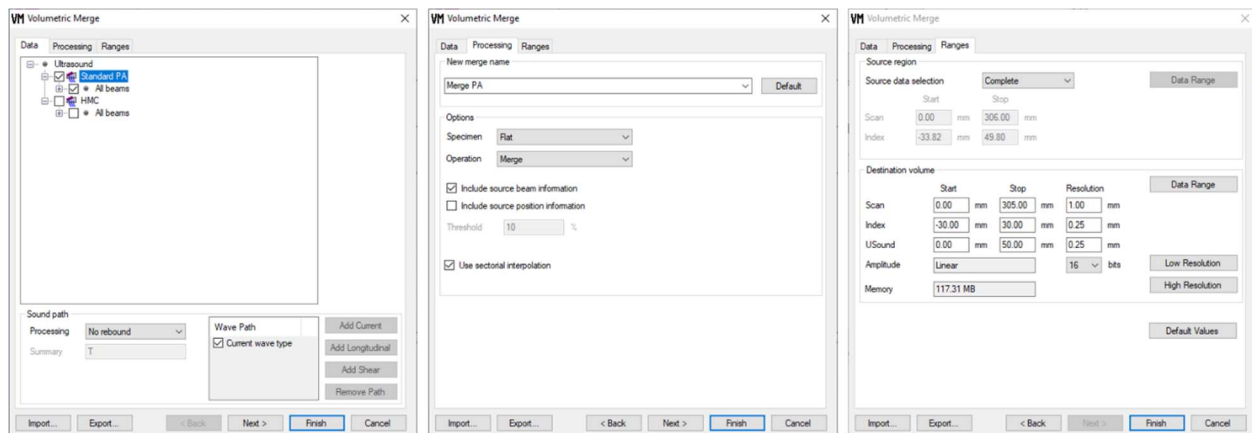 VM Volumetric Merge
Data Processing Ranges
Ultrasound
Standard PA
All beams
HMC
All beams
Sound path
Processing No rebound
Summary T
Wave Path
Current wave type
Add Current
Add Longitudinal
Add Shear
Remove Path
Import... Export... < Back Next > Finish Cancel
VM Volumetric Merge
Data Processing Ranges
New merge name
Merge PA Default
Options
Specimen Flat
Operation Merge
Include source beam information
Include source position information
Threshold 10 %
Use sectorial interpolation
Import... Export... < Back Next > Finish Cancel
VM Volumetric Merge
Data Processing Ranges
Source region
Source data selection Complete Data Range
Start Stop
Scan 0.00 mm 306.00 mm
Index -33.82 mm 49.80 mm
Destination volume
Start Stop Resolution Data Range
Scan 0.00 mm 305.00 mm 1.00 mm
Index -30.00 mm 30.00 mm 0.25 mm
USound 0.00 mm 50.00 mm 0.25 mm
Amplitude Linear 16 bits Low Resolution
Memory 117.31 MB High Resolution
Default Values
Import... Export... < Back Next > Finish Cancel